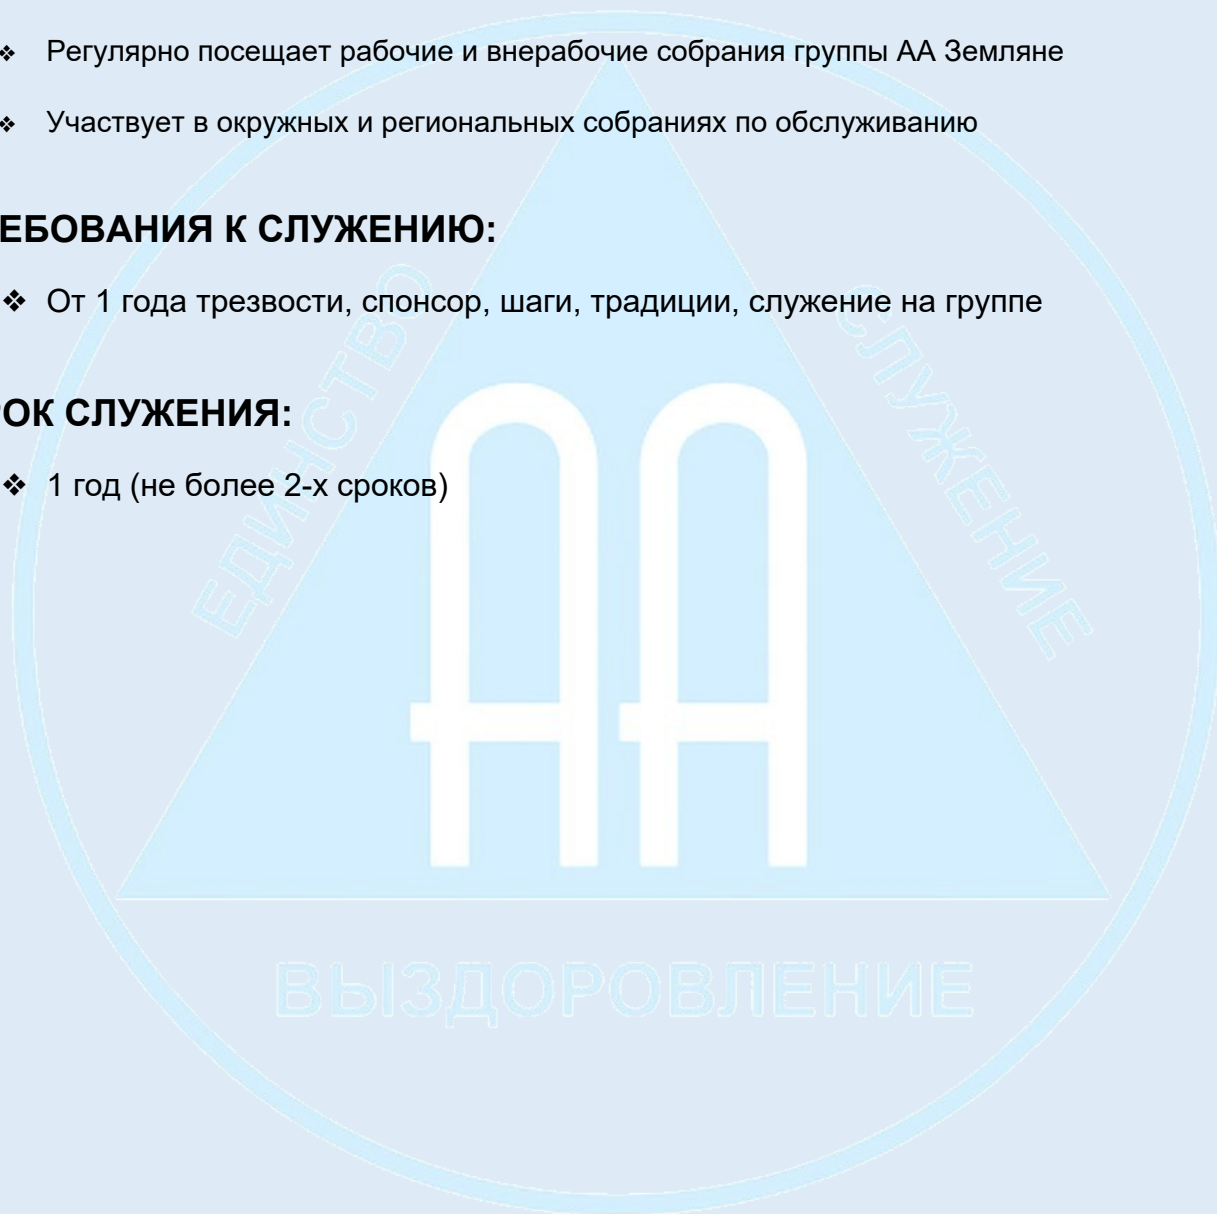 ❖ Регулярно посещает рабочие и внерабочие собрания группы АА Земляне
❖ Участвует в окружных и региональных собраниях по обслуживанию
ЕБОВАНИЯ К СЛУЖЕНИЮ:
❖ От 1 года трезвости, спонсор, шаги, традиции, служение на группе
РОК СЛУЖЕНИЯ:
❖ 1 год (не более 2-х сроков)
ЕДИНСТВО
СЛУЖЕНИЕ
АА
ВЫЗДОРОВЛЕНИЕ